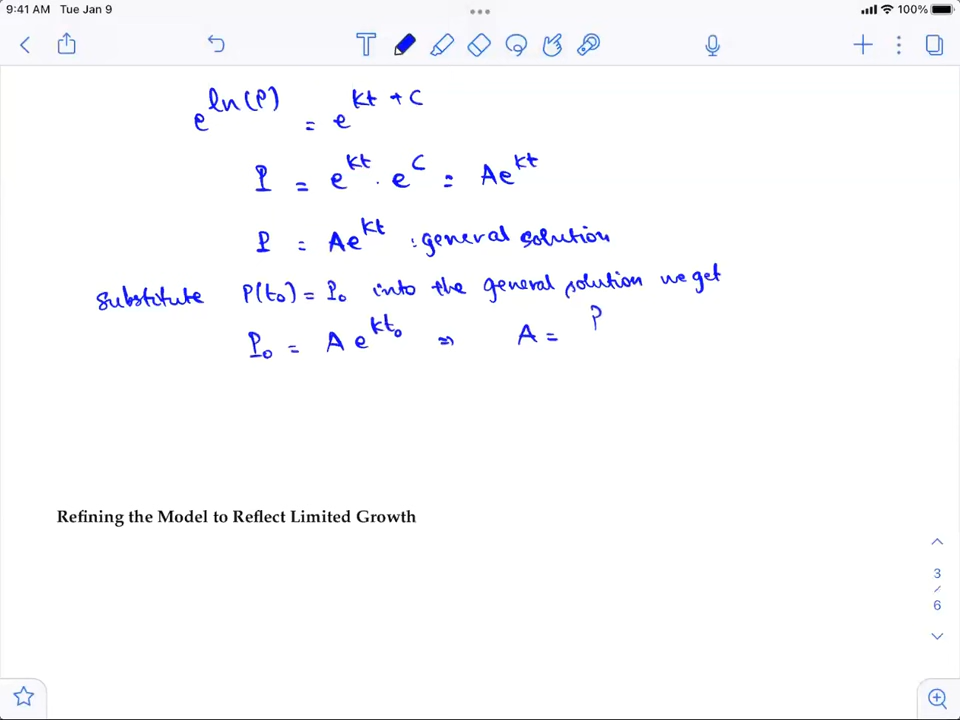 9:41 AM Tue Jan 9 100%
e^{ln(P)} = e^{kt + C}
P = e^{kt} · e^C = Ae^{kt}
P = Ae^{kt} : general solution
substitute P(t₀) = P₀ into the general solution we get
P₀ = A e^{kt₀} ⇒ A = P
Refining the Model to Reflect Limited Growth
3
/
6